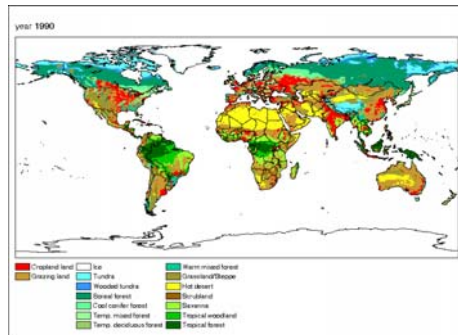 year 1990
Cropland land
Grazing land
Ice
Tundra
Wooded tundra
Boreal forest
Cool conifer forest
Temp. mixed forest
Temp. deciduous forest
Warm mixed forest
Grassland/Steppe
Hot desert
Scrubland
Savanna
Tropical woodland
Tropical forest